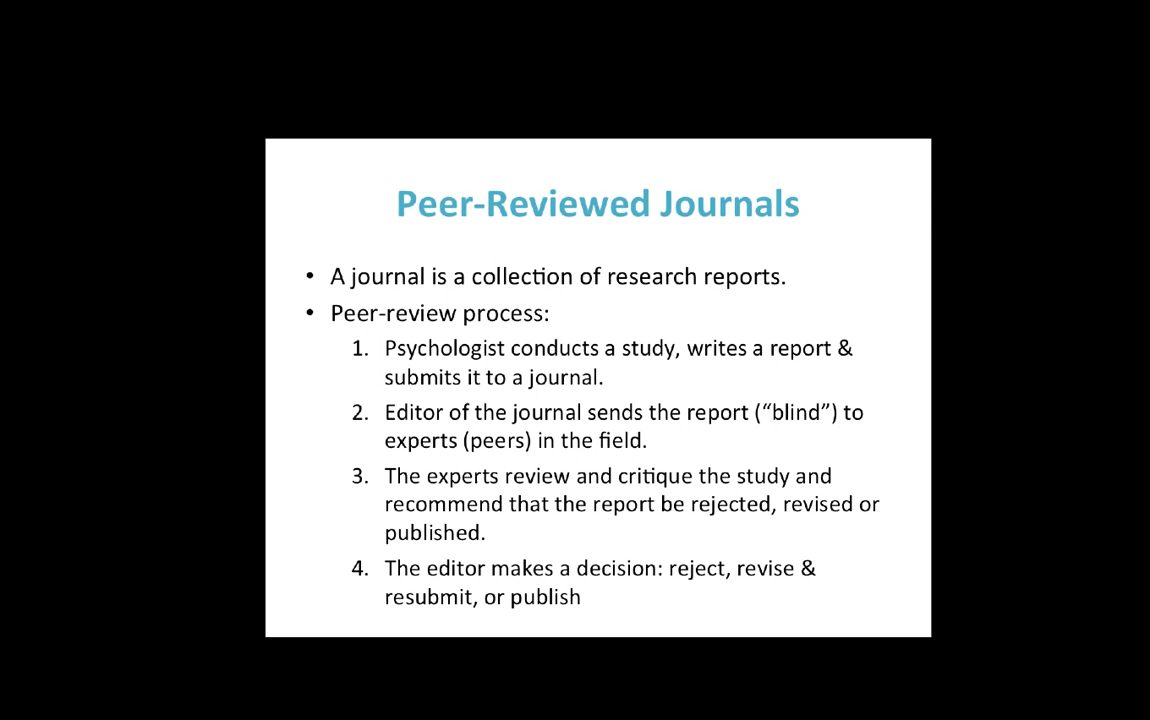 Peer-Reviewed Journals
• A journal is a collection of research reports.
• Peer-review process:
1. Psychologist conducts a study, writes a report &
submits it to a journal.
2. Editor of the journal sends the report (“blind”) to
experts (peers) in the field.
3. The experts review and critique the study and
recommend that the report be rejected, revised or
published.
4. The editor makes a decision: reject, revise &
resubmit, or publish